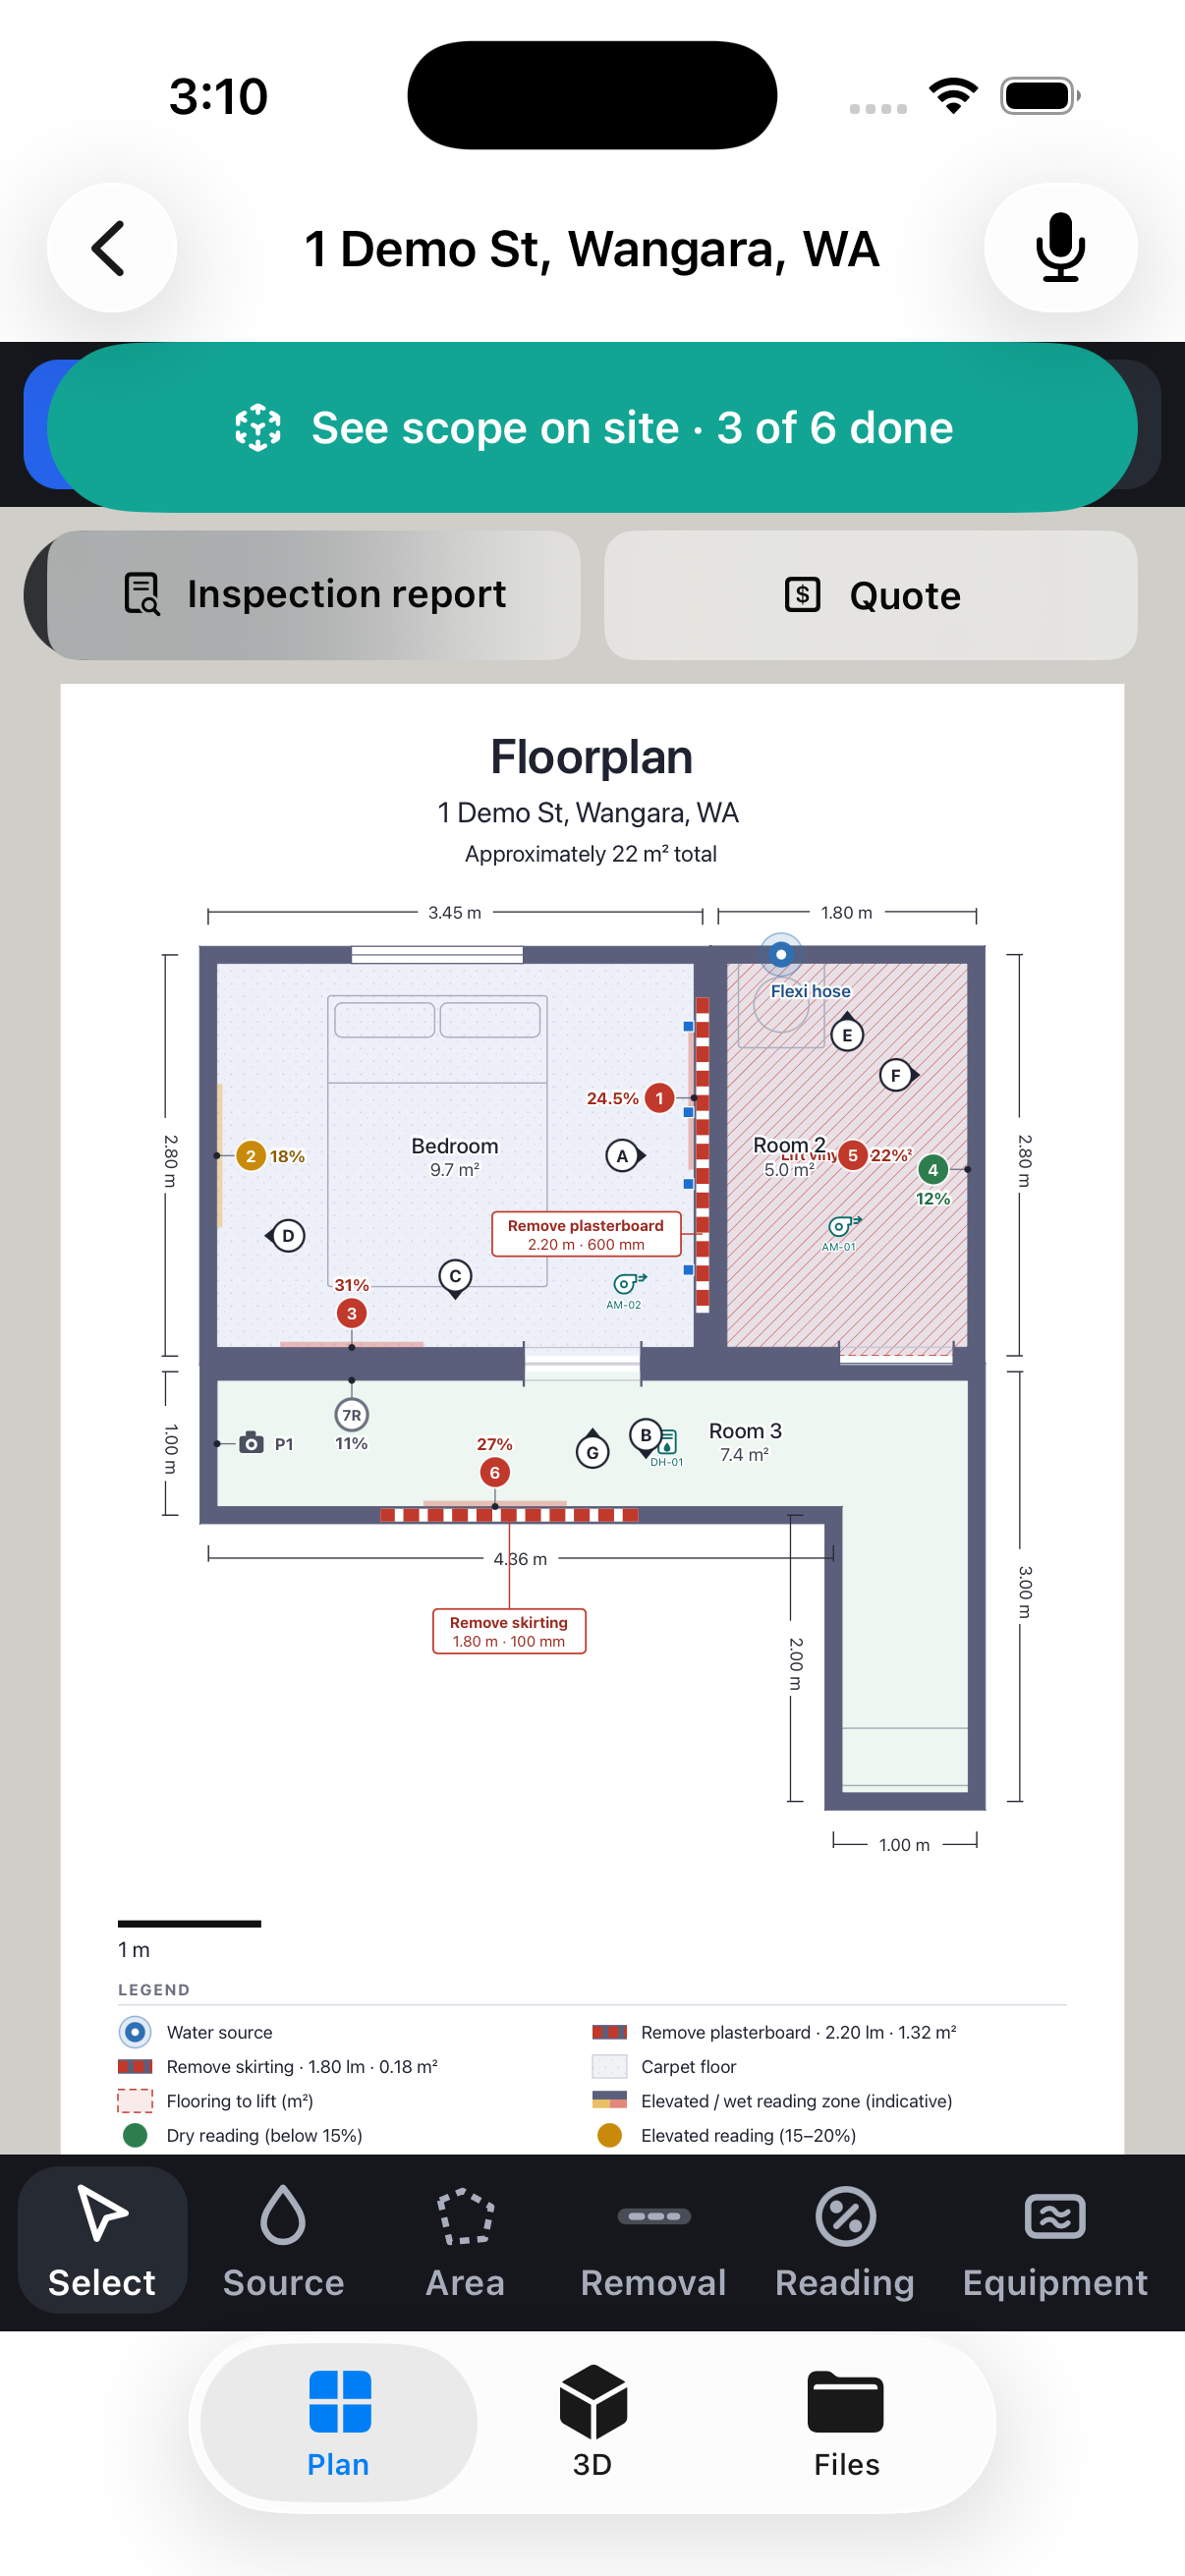 3:10
1 Demo St, Wangara, WA
See scope on site · 3 of 6 done
Inspection report
Quote
Floorplan
1 Demo St, Wangara, WA
Approximately 22 m² total
3.45 m
1.80 m
Flexi hose
E
F
24.5% 1
2.80 m
2 18%
Bedroom
9.7 m²
A
Room 2
5.0 m²
Lift viny
5
22%²
4
12%
2.80 m
D
Remove plasterboard
2.20 m · 600 mm
AM-01
C
31%
3
AM-02
1.00 m
P1
7R
11%
27%
6
G
B
DH-01
Room 3
7.4 m²
4.36 m
3.00 m
Remove skirting
1.80 m · 100 mm
2.00 m
1.00 m
1 m
LEGEND
Water source
Remove plasterboard · 2.20 lm · 1.32 m²
Remove skirting · 1.80 lm · 0.18 m²
Carpet floor
Flooring to lift (m²)
Elevated / wet reading zone (indicative)
Dry reading (below 15%)
Elevated reading (15–20%)
Select
Source
Area
Removal
Reading
Equipment
Plan
3D
Files